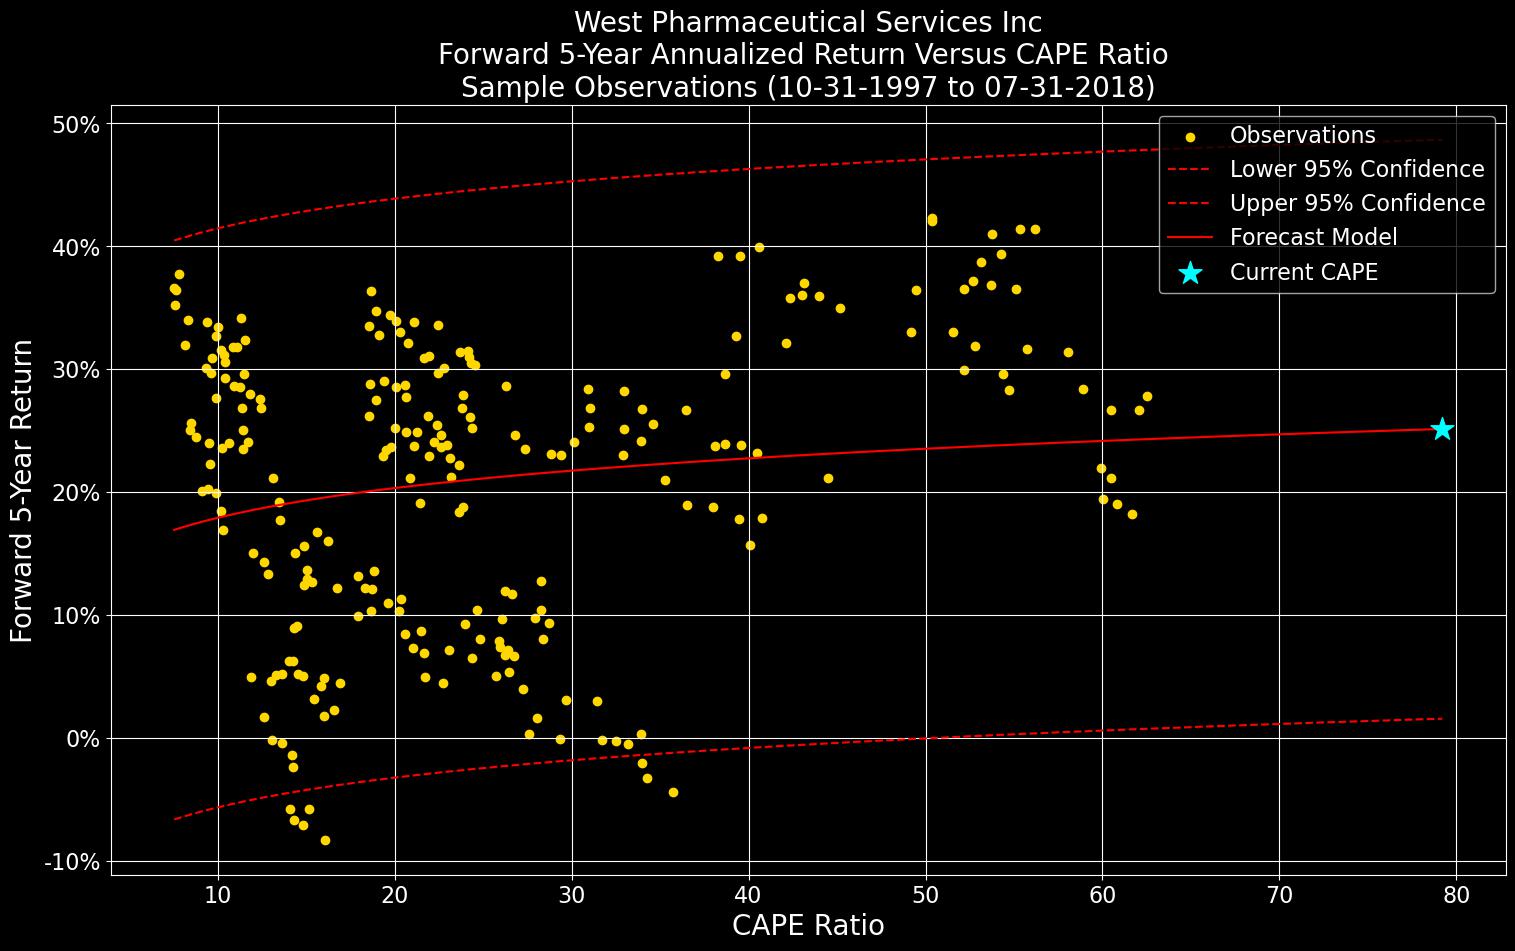 West Pharmaceutical Services Inc
Forward 5-Year Annualized Return Versus CAPE Ratio
Sample Observations (10-31-1997 to 07-31-2018)
Observations
Lower 95% Confidence
Upper 95% Confidence
Forecast Model
Current CAPE
Forward 5-Year Return
50%
40%
30%
20%
10%
0%
-10%
10 20 30 40 50 60 70 80
CAPE Ratio